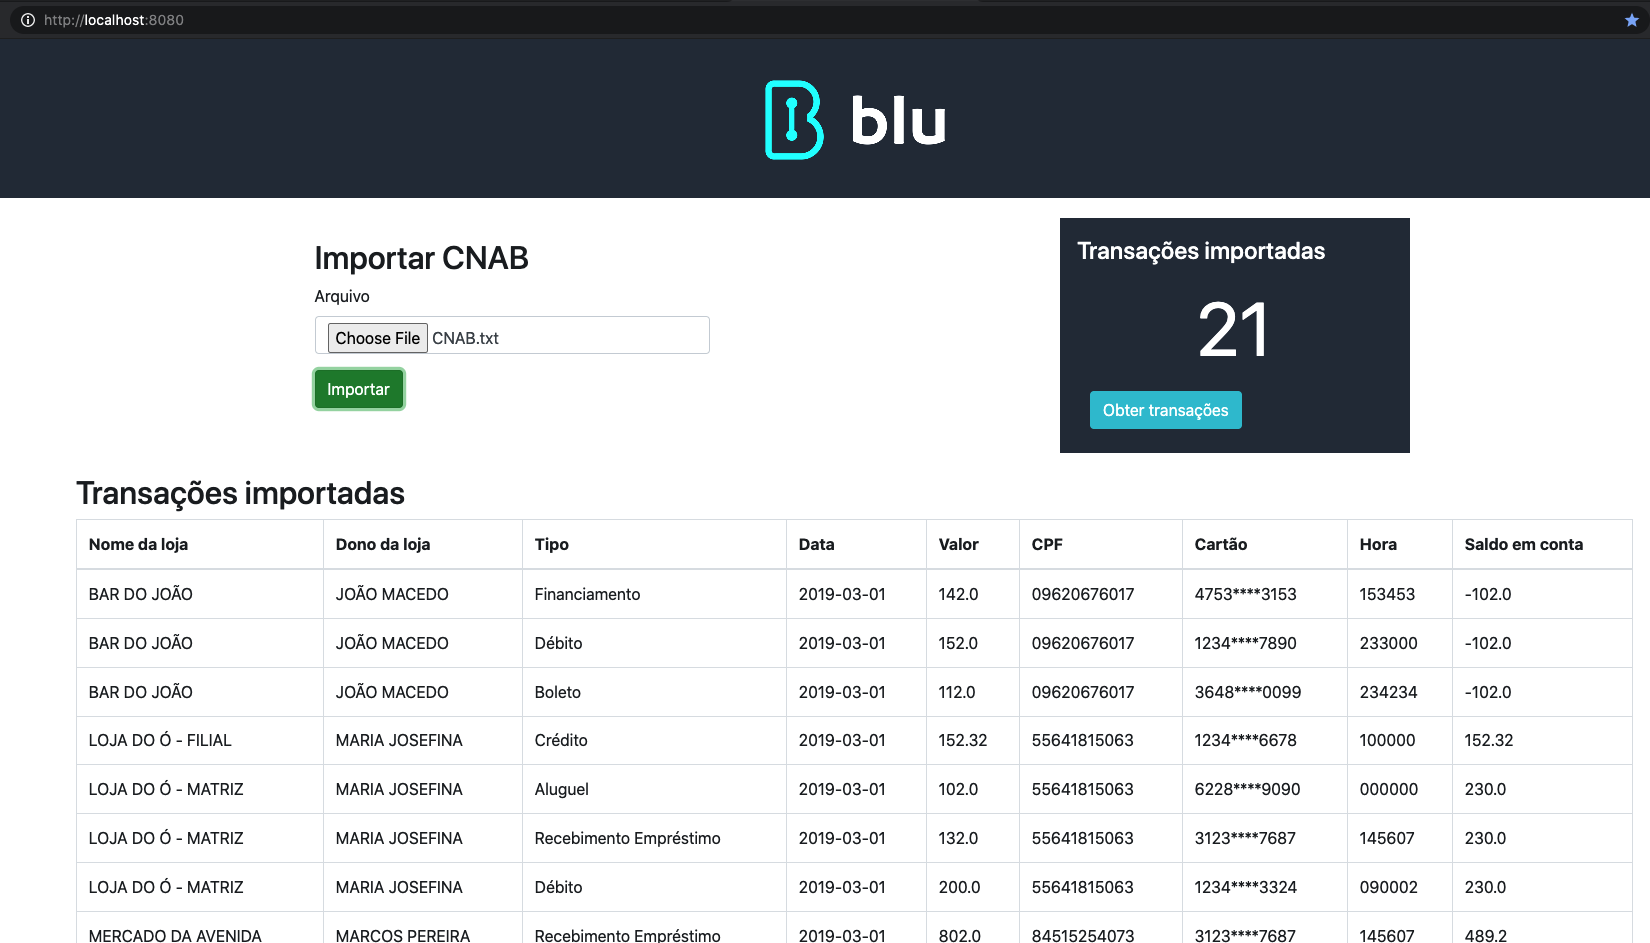 http://localhost:8080
blu
Importar CNAB
Arquivo
Choose File CNAB.txt
Importar
Transações importadas
21
Obter transações
Transações importadas
Nome da loja Dono da loja Tipo Data Valor CPF Cartão Hora Saldo em conta
BAR DO JOÃO JOÃO MACEDO Financiamento 2019-03-01 142.0 09620676017 4753****3153 153453 -102.0
BAR DO JOÃO JOÃO MACEDO Débito 2019-03-01 152.0 09620676017 1234****7890 233000 -102.0
BAR DO JOÃO JOÃO MACEDO Boleto 2019-03-01 112.0 09620676017 3648****0099 234234 -102.0
LOJA DO Ó - FILIAL MARIA JOSEFINA Crédito 2019-03-01 152.32 55641815063 1234****6678 100000 152.32
LOJA DO Ó - MATRIZ MARIA JOSEFINA Aluguel 2019-03-01 102.0 55641815063 6228****9090 000000 230.0
LOJA DO Ó - MATRIZ MARIA JOSEFINA Recebimento Empréstimo 2019-03-01 132.0 55641815063 3123****7687 145607 230.0
LOJA DO Ó - MATRIZ MARIA JOSEFINA Débito 2019-03-01 200.0 55641815063 1234****3324 090002 230.0
MERCADO DA AVENIDA MARCOS PEREIRA Recebimento Empréstimo 2019-03-01 802.0 84515254073 3123****7687 145607 489.2